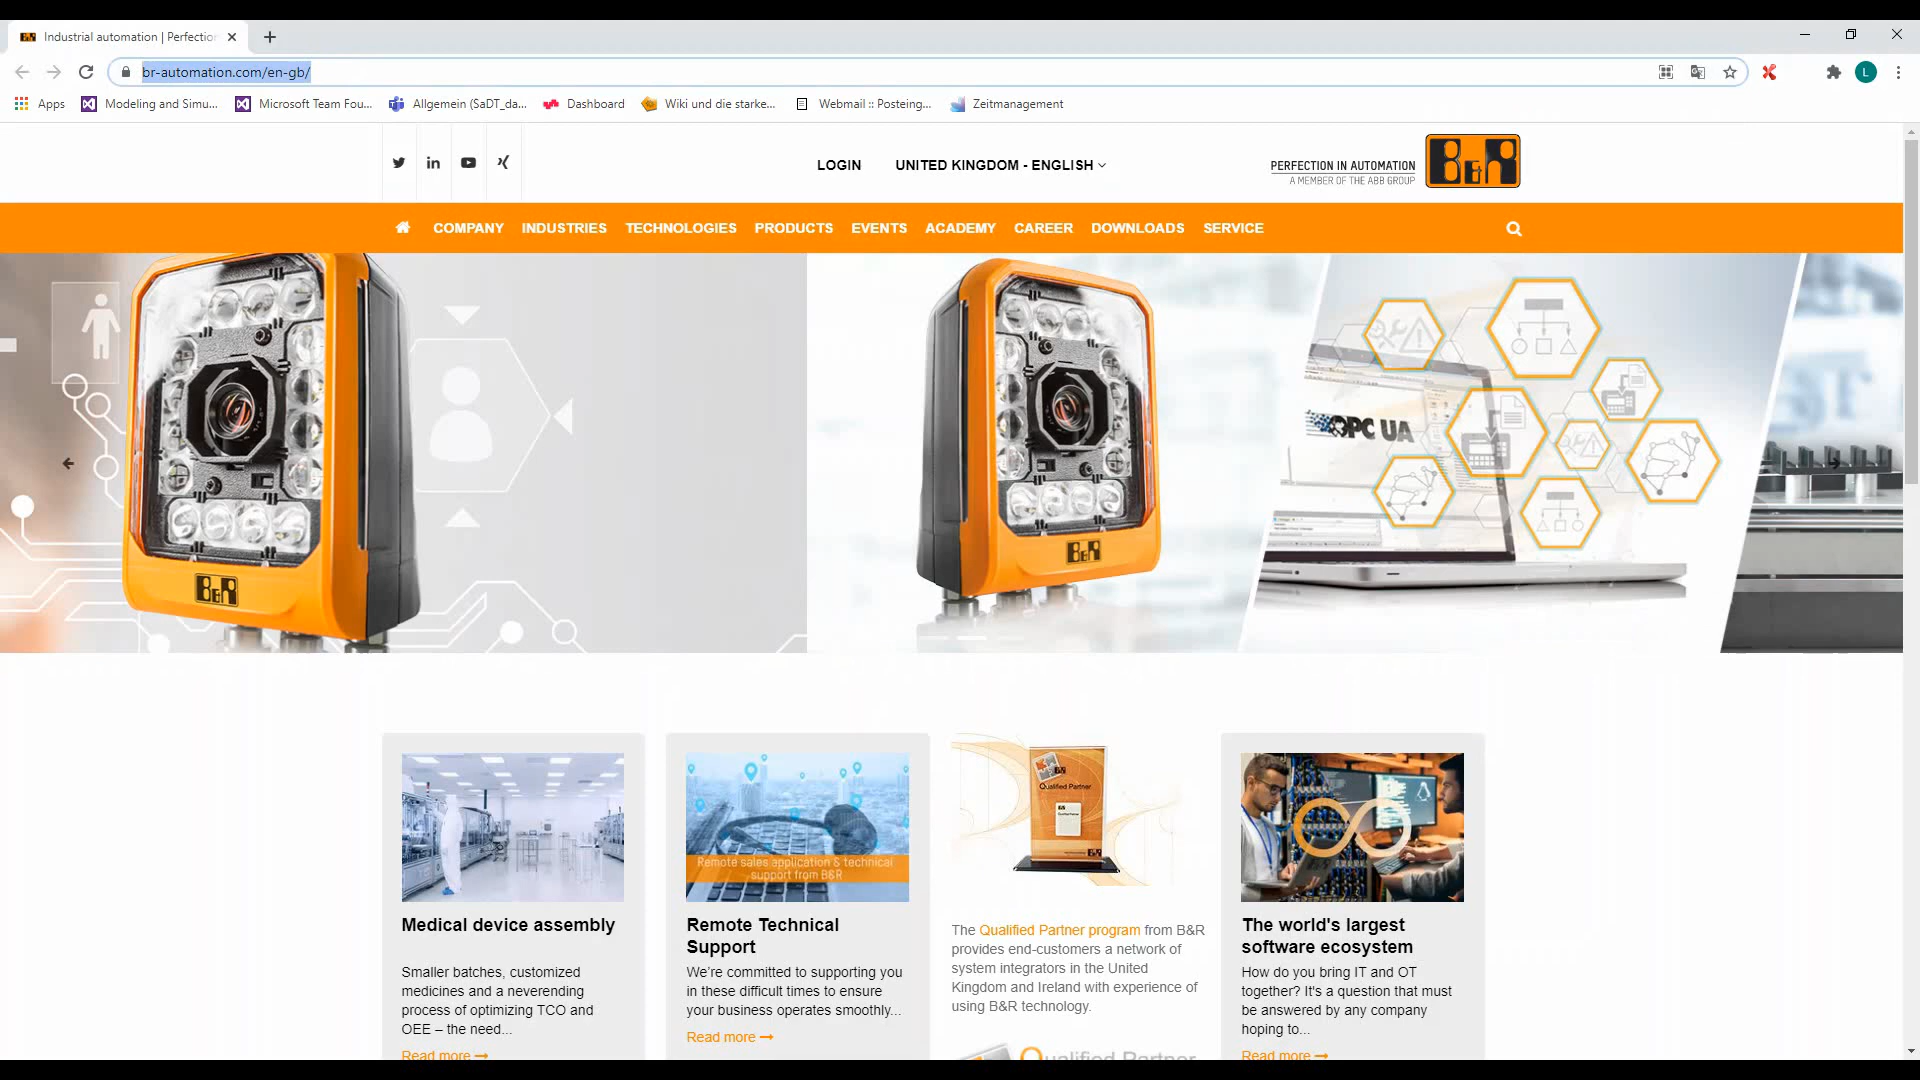 Industrial automation | Perfection
br-automation.com/en-gb/
L
Apps
Modeling and Simu...
Microsoft Team Fou...
Allgemein (SaDT_da...
Dashboard
Wiki und die starke...
Webmail :: Posteing...
Zeitmanagement
LOGIN
UNITED KINGDOM - ENGLISH
PERFECTION IN AUTOMATION
A MEMBER OF THE ABB GROUP
B&R
COMPANY
INDUSTRIES
TECHNOLOGIES
PRODUCTS
EVENTS
ACADEMY
CAREER
DOWNLOADS
SERVICE
B&R
B&R
OPC UA
Remote sales application & technical
support from B&R
Qualified Partner
Medical device assembly
Smaller batches, customized
medicines and a neverending
process of optimizing TCO and
OEE – the need...
Read more
Remote Technical
Support
We're committed to supporting you
in these difficult times to ensure
your business operates smoothly...
Read more
The Qualified Partner program from B&R
provides end-customers a network of
system integrators in the United
Kingdom and Ireland with experience of
using B&R technology.
Qualified Partner
The world's largest
software ecosystem
How do you bring IT and OT
together? It's a question that must
be answered by any company
hoping to...
Read more